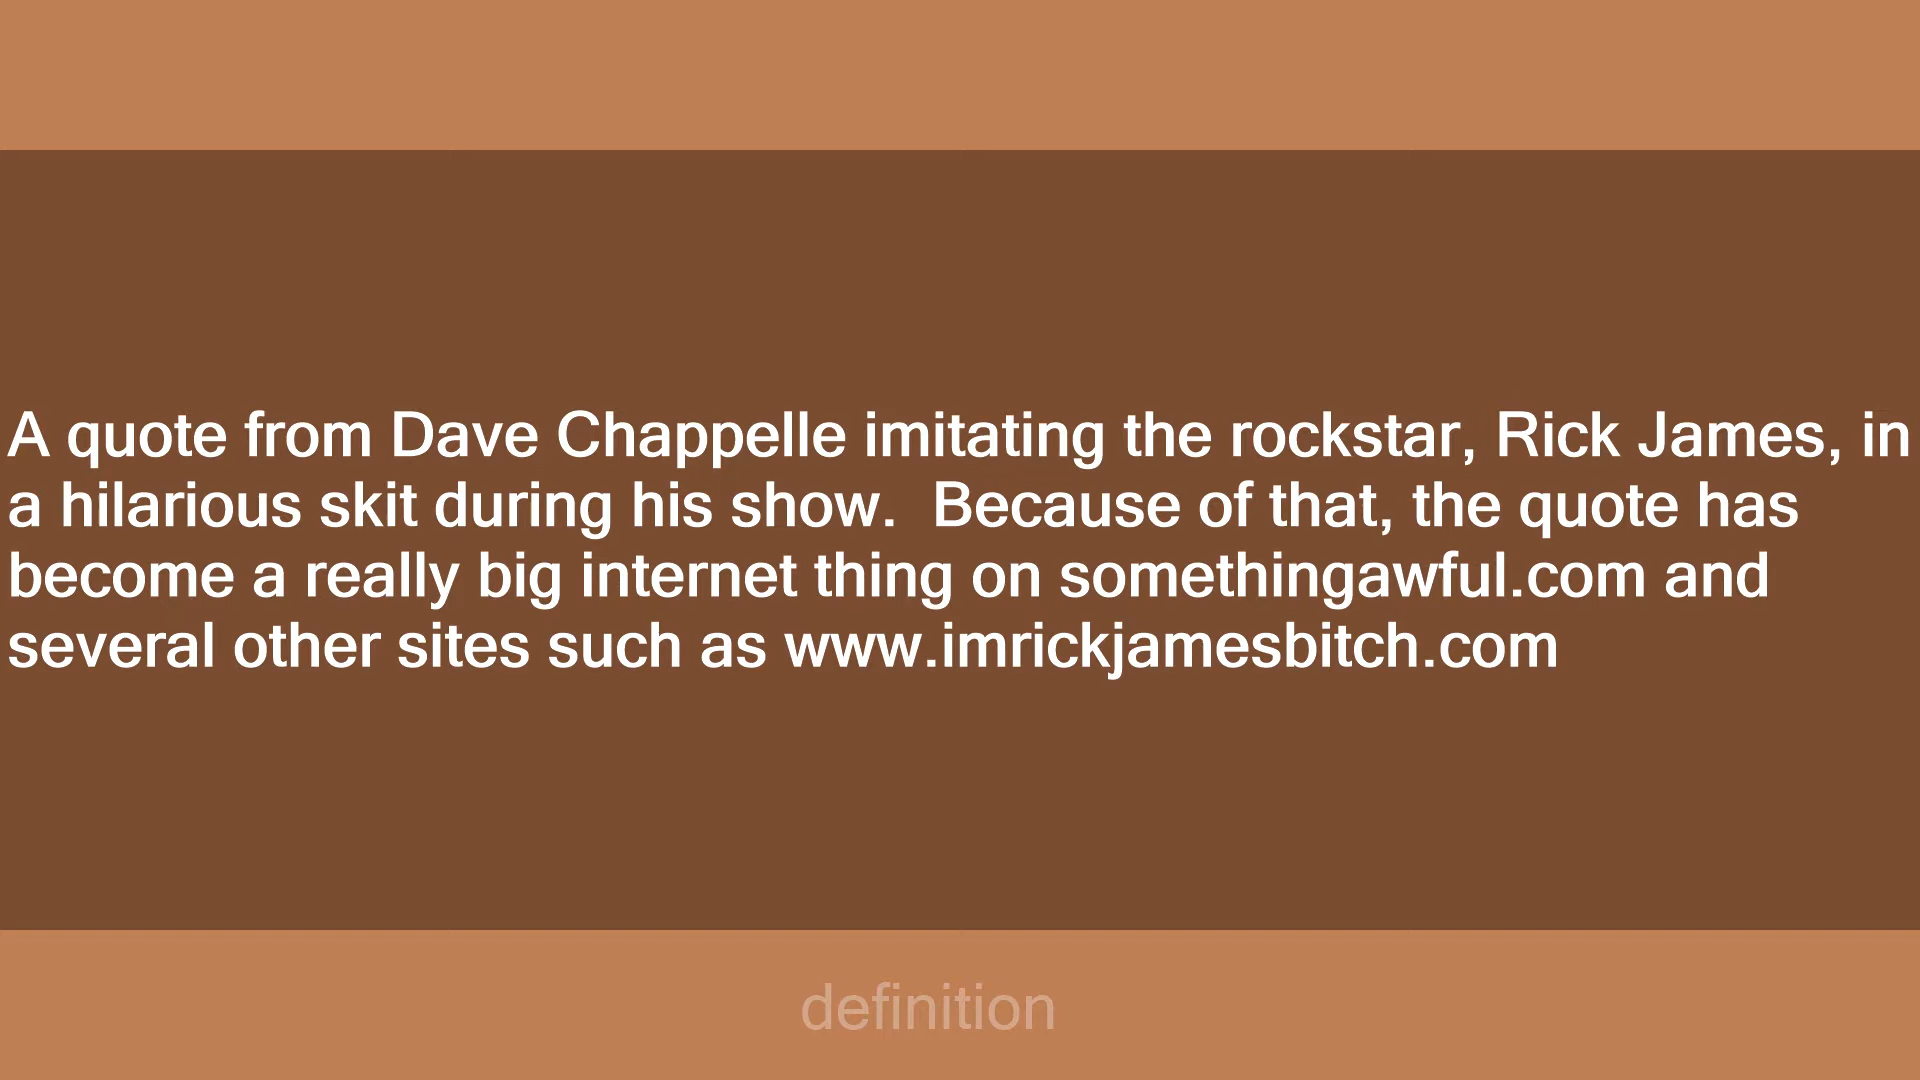 A quote from Dave Chappelle imitating the rockstar, Rick James, in
a hilarious skit during his show.  Because of that, the quote has
become a really big internet thing on somethingawful.com and
several other sites such as www.imrickjamesbitch.com
definition